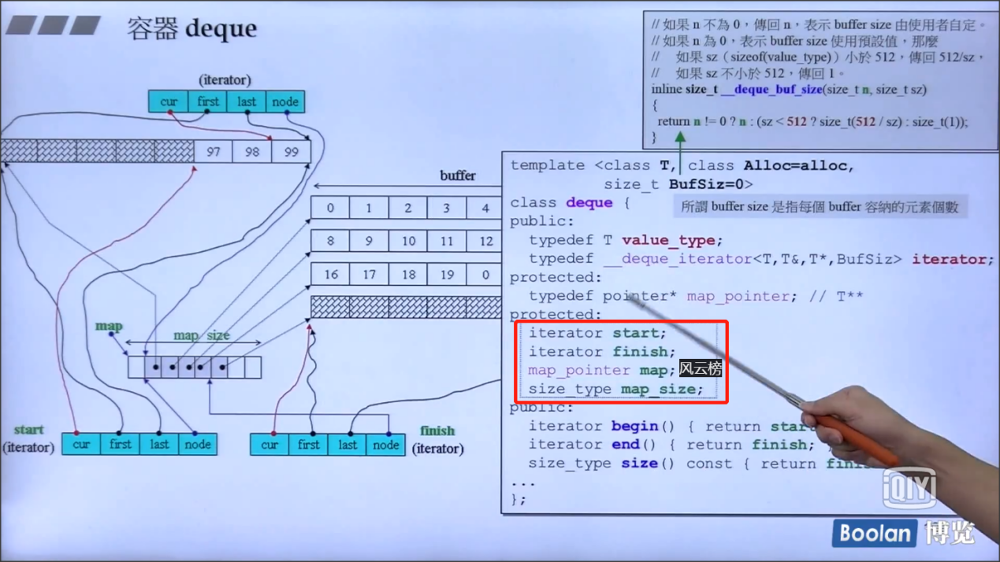 容器 deque
(iterator)
cur first last node
97 98 99
buffer
0 1 2 3 4
8 9 10 11 12
16 17 18 19 0
map
map size
start
(iterator)
cur first last node
cur first last node
finish
(iterator)
// 如果 n 不為 0,傳回 n,表示 buffer size 由使用者自定。
// 如果 n 為 0,表示 buffer size 使用預設值,那麼
// 如果 sz(sizeof(value_type))小於 512,傳回 512/sz,
// 如果 sz 不小於 512,傳回 1。
inline size_t __deque_buf_size(size_t n, size_t sz)
{
return n != 0 ? n : (sz < 512 ? size_t(512 / sz) : size_t(1));
}
template <class T, class Alloc=alloc,
size_t BufSiz=0>
class deque {
所謂 buffer size 是指每個 buffer 容納的元素個數
public:
typedef T value_type;
typedef __deque_iterator<T,T&,T*,BufSiz> iterator;
protected:
typedef pointer* map_pointer; // T**
protected:
iterator start;
iterator finish;
map_pointer map; 风云榜
size_type map_size;
public:
iterator begin() { return start
iterator end() { return finish; }
size_type size() const { return finis
...
};
iQIYI
Boolan 博览